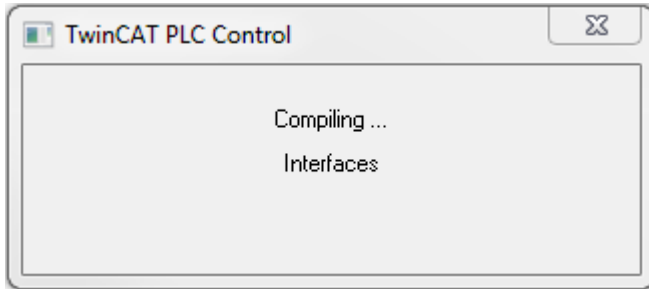 TwinCAT PLC Control
Compiling ...
Interfaces